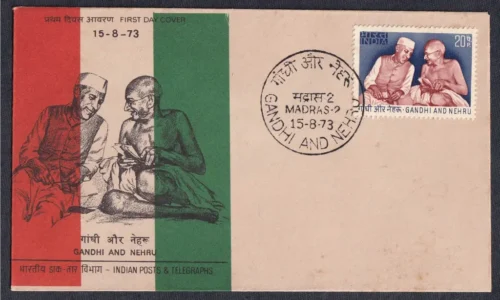 प्रथम दिवस आवरण FIRST DAY COVER
15-8-73
गांधी और नेहरू
GANDHI AND NEHRU
भारतीय डाक-तार विभाग - INDIAN POSTS & TELEGRAPHS
गांधी और नेहरू
मद्रास-2
MADRAS-2
15-8-73
GANDHI AND NEHRU
भारत INDIA
20
गांधी और नेहरू · GANDHI AND NEHRU